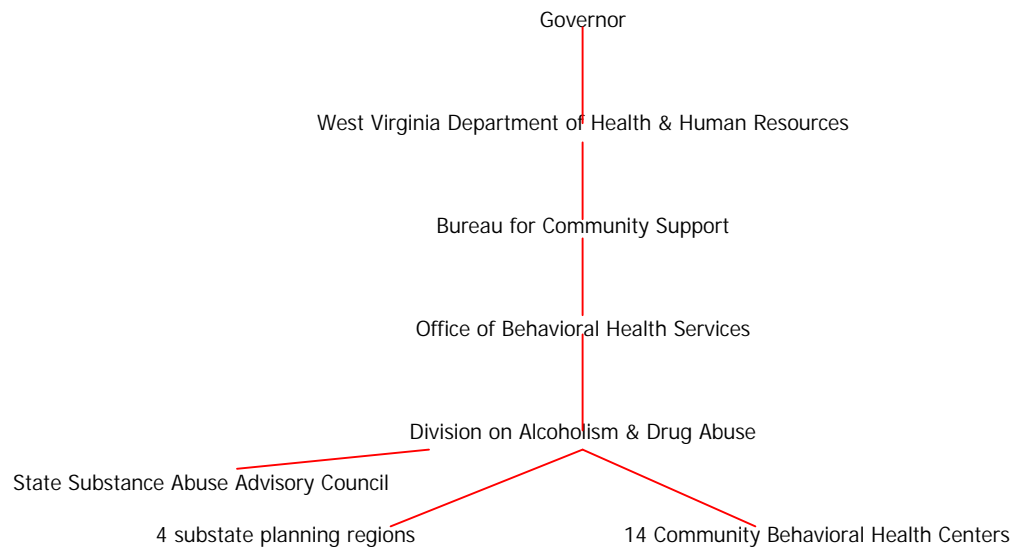 Governor
West Virginia Department of Health & Human Resources
Bureau for Community Support
Office of Behavioral Health Services
Division on Alcoholism & Drug Abuse
State Substance Abuse Advisory Council
4 substate planning regions
14 Community Behavioral Health Centers